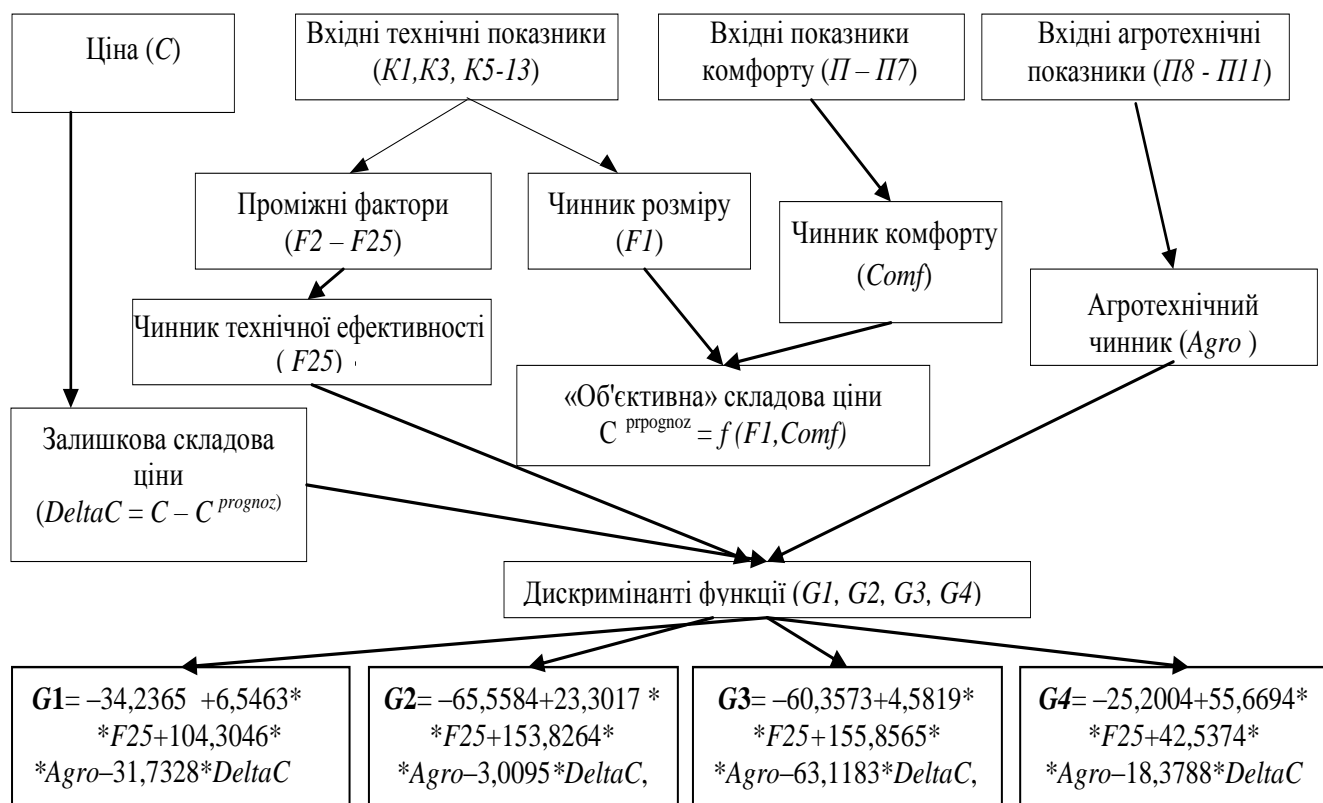 Ціна (С)
Вхідні технічні показники
(К1,К3, К5-13)
Вхідні показники
комфорту (П – П7)
Вхідні агротехнічні
показники (П8 - П11)
Проміжні фактори
(F2 – F25)
Чинник розміру
(F1)
Чинник комфорту
(Comf)
Чинник технічної ефективності
( F25) .
Агротехнічний
чинник (Agro )
«Об'єктивна» складова ціни
C prpognoz = f (F1,Comf)
Залишкова складова
ціни
(DeltaC = C – C prognoz)
Дискримінанті функції (G1, G2, G3, G4)
G1= –34,2365 +6,5463*
*F25+104,3046*
*Agro–31,7328*DeltaC
G2= –65,5584+23,3017 *
*F25+153,8264*
*Agro–3,0095*DeltaC,
G3= –60,3573+4,5819*
*F25+155,8565*
*Agro–63,1183*DeltaC,
G4= –25,2004+55,6694*
*F25+42,5374*
*Agro–18,3788*DeltaC